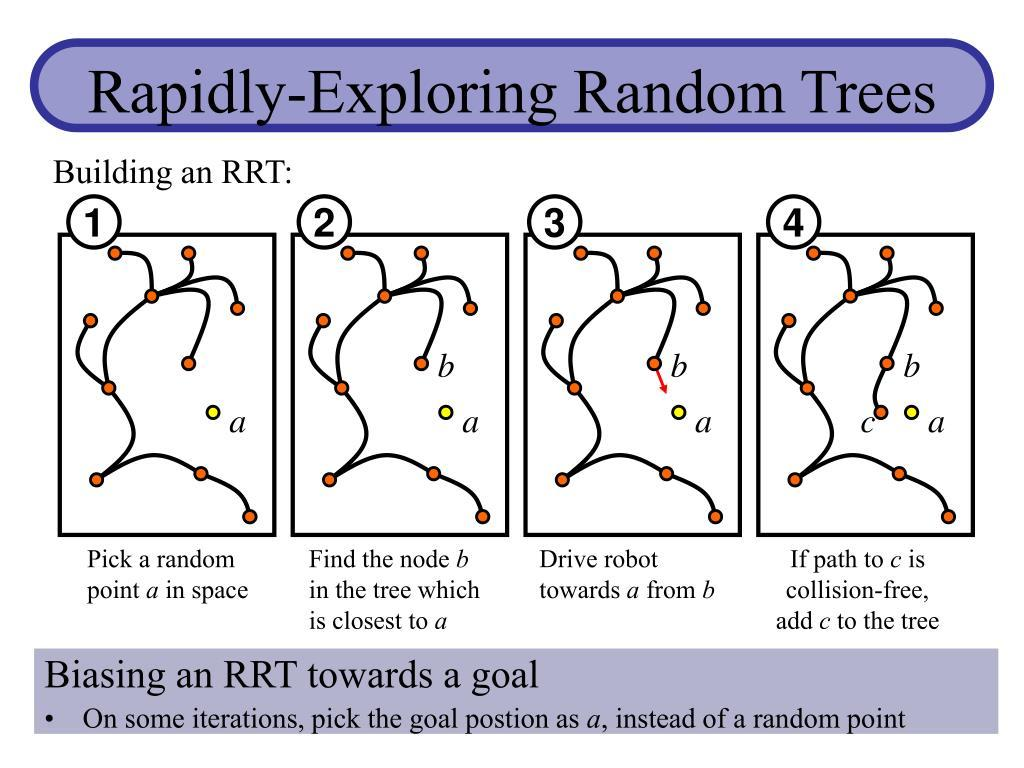 Rapidly-Exploring Random Trees
Building an RRT:
1
2
3
4
b
b
b
a
a
a
c
a
Pick a random
point a in space
Find the node b
in the tree which
is closest to a
Drive robot
towards a from b
If path to c is
collision-free,
add c to the tree
Biasing an RRT towards a goal
• On some iterations, pick the goal postion as a, instead of a random point